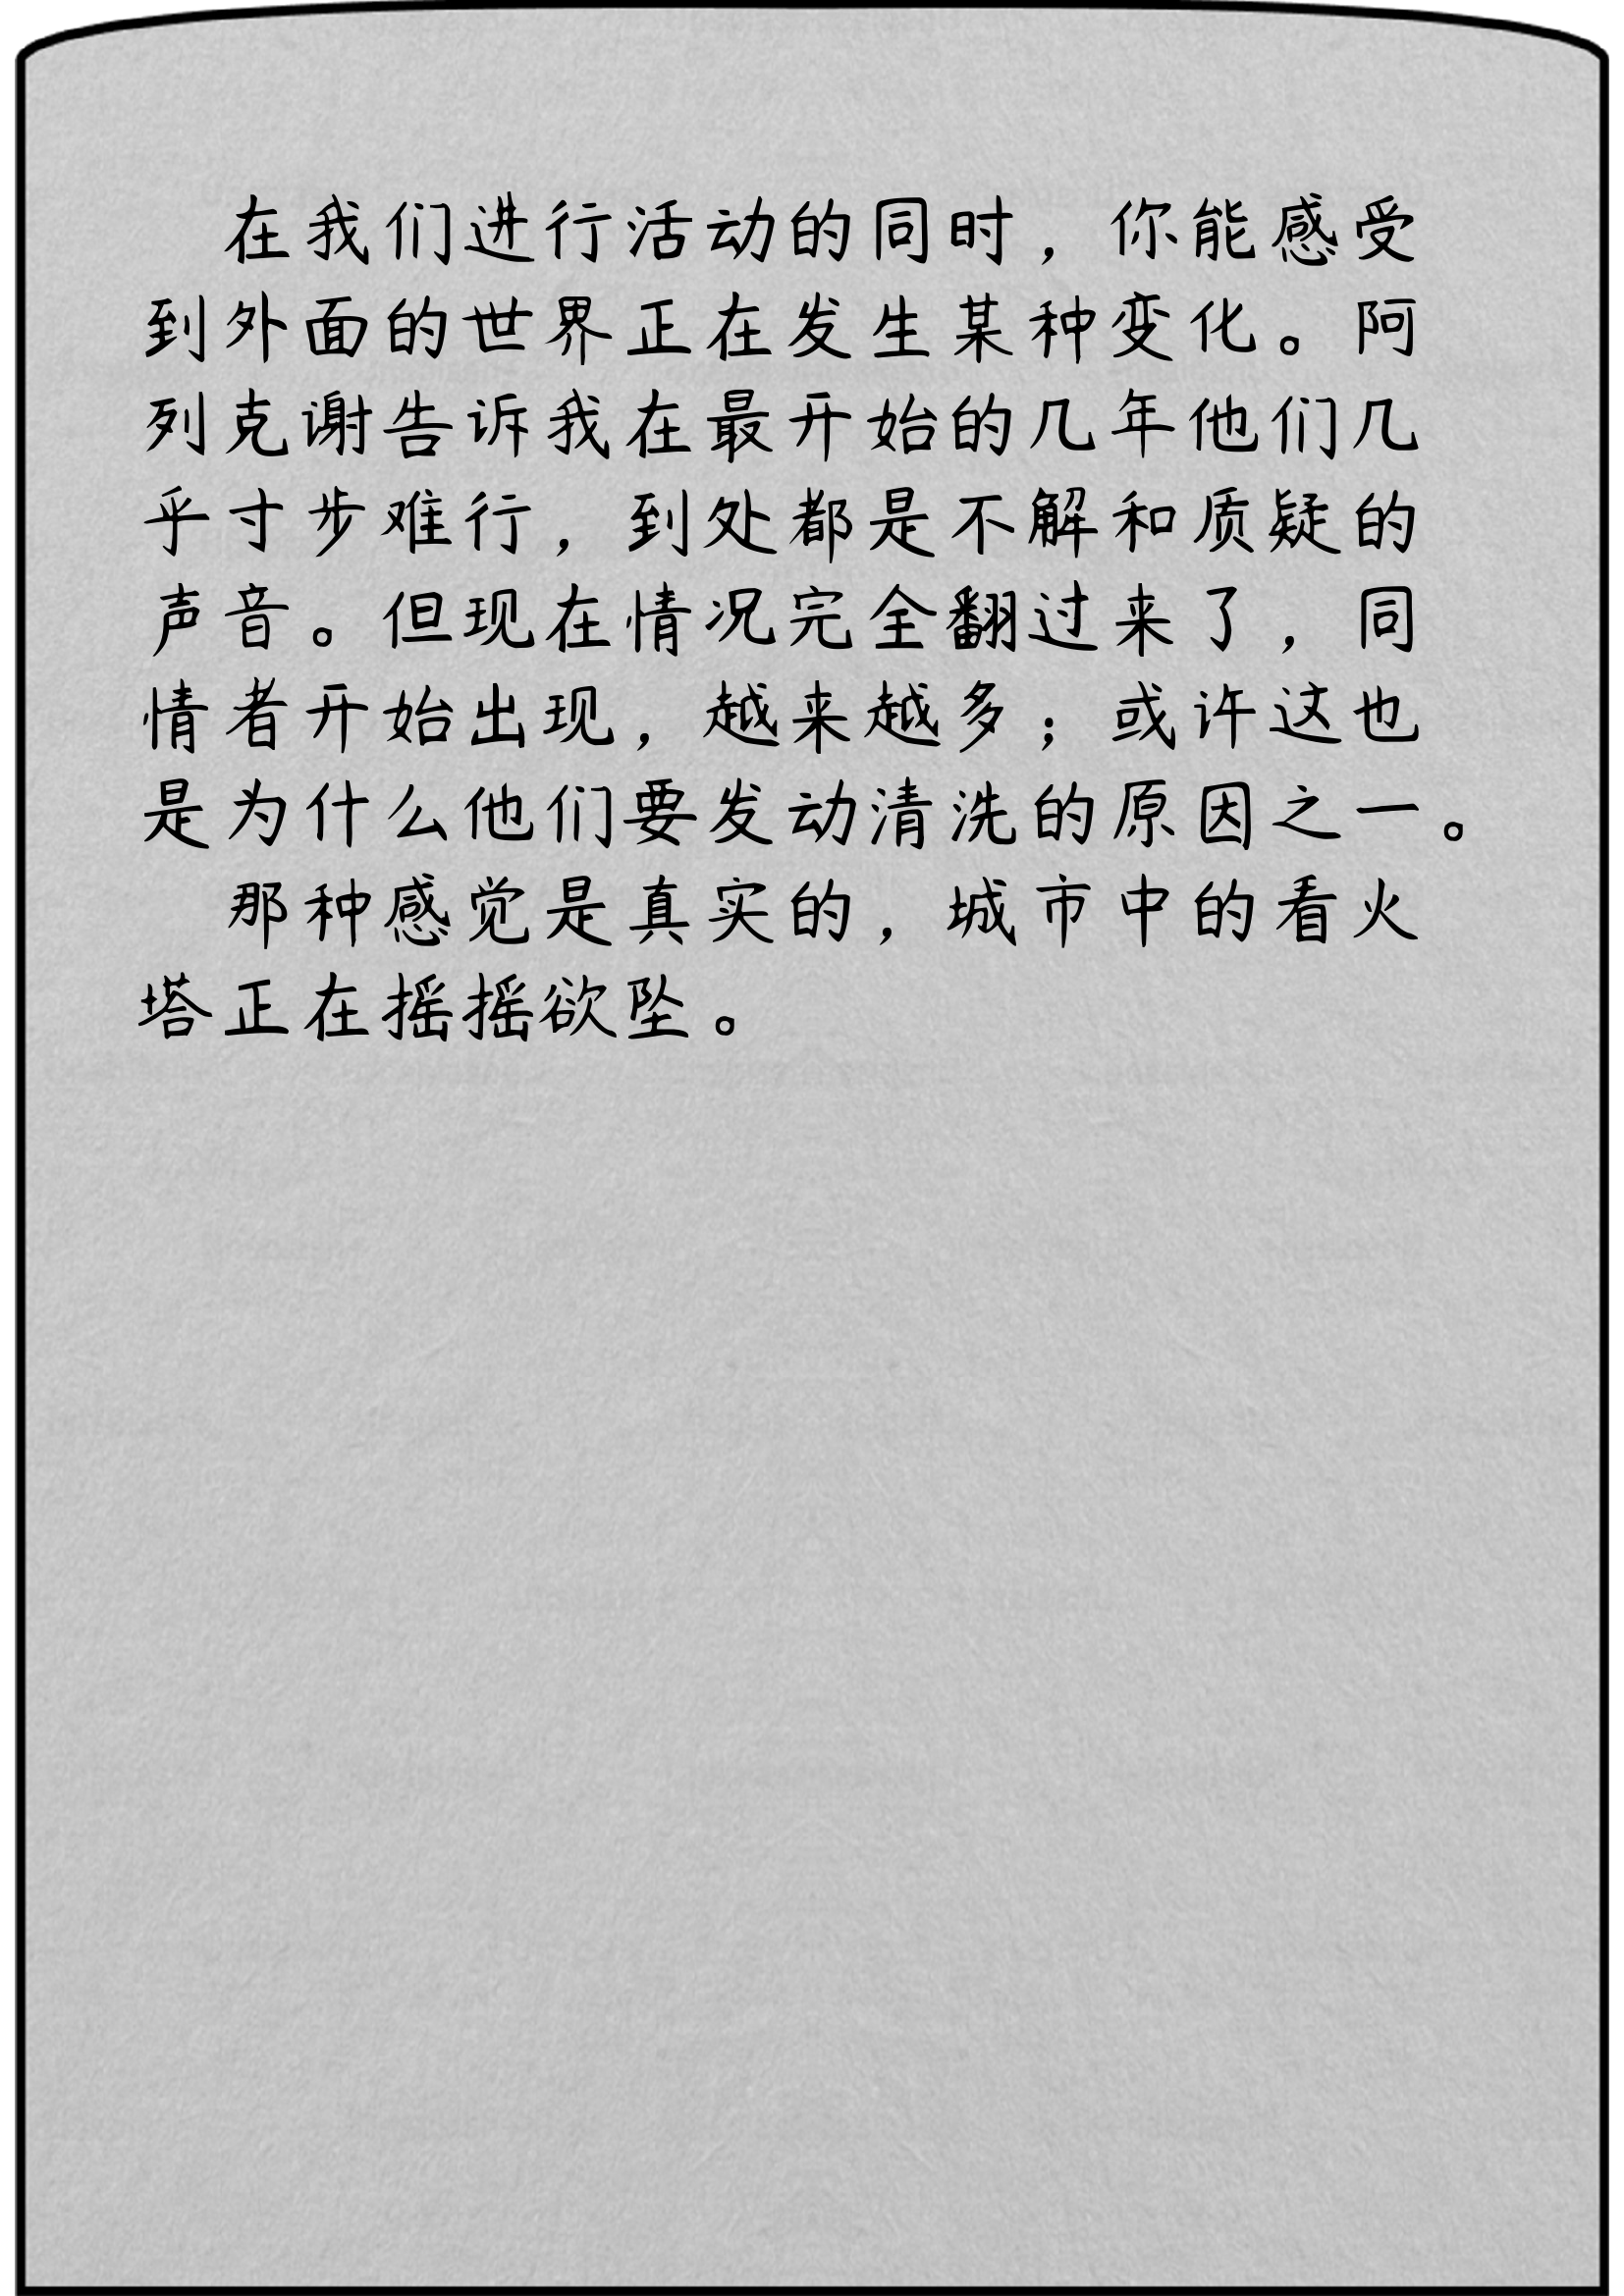 在我们进行活动的同时，你能感受
到外面的世界正在发生某种变化。阿
列克谢告诉我在最开始的几年他们几
乎寸步难行，到处都是不解和质疑的
声音。但现在情况完全翻过来了，同
情者开始出现，越来越多；或许这也
是为什么他们要发动清洗的原因之一。
那种感觉是真实的，城市中的看火
塔正在摇摇欲坠。